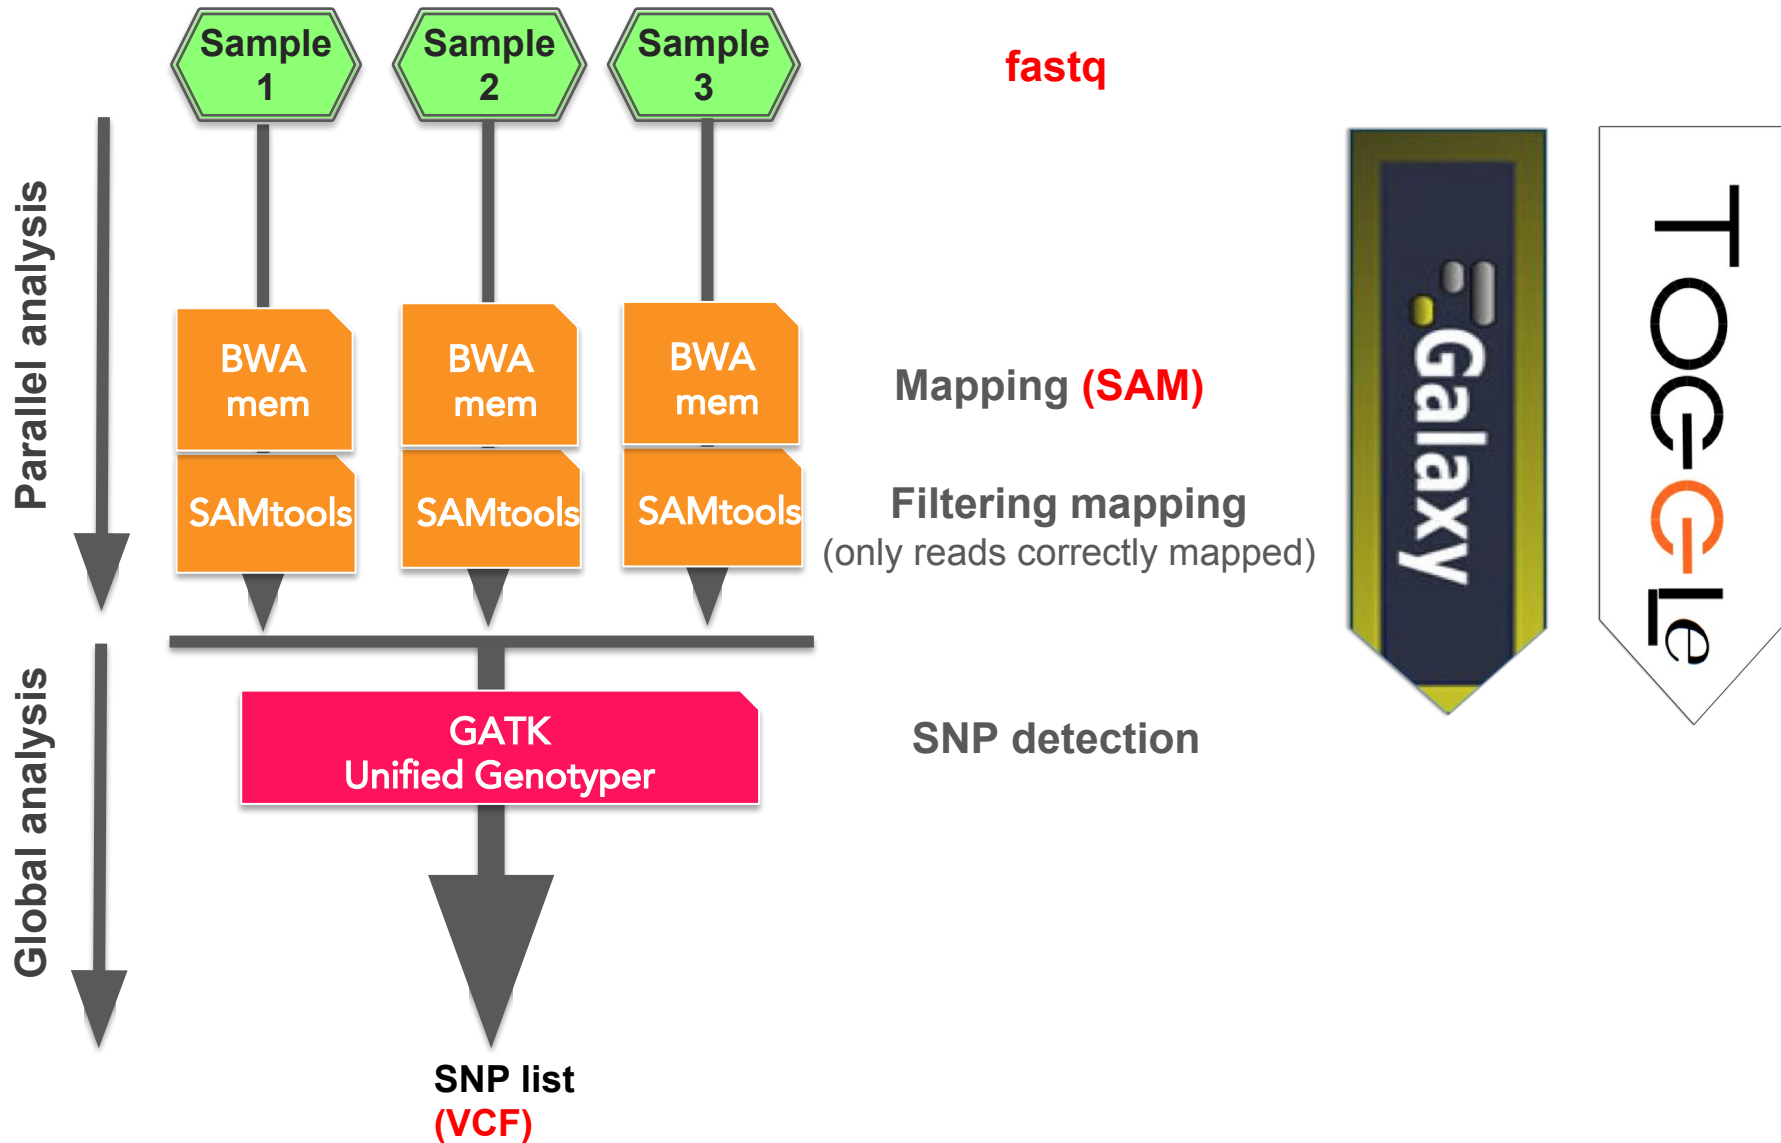 Sample
1
Sample
2
Sample
3
fastq
Parallel analysis
BWA
mem
BWA
mem
BWA
mem
Mapping (SAM)
SAMtools
SAMtools
SAMtools
Filtering mapping
(only reads correctly mapped)
Galaxy
TOGGLe
Global analysis
GATK
Unified Genotyper
SNP detection
SNP list
(VCF)